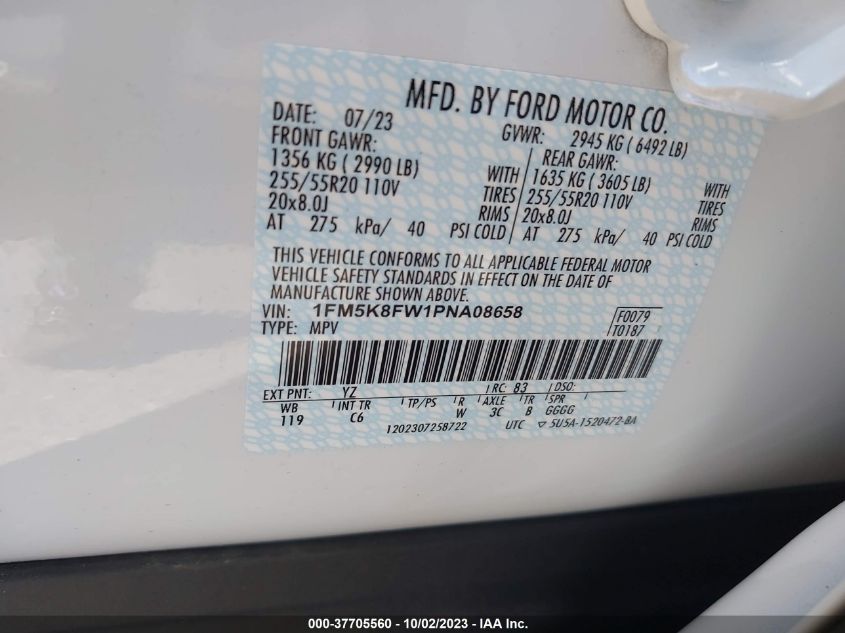 MFD. BY FORD MOTOR CO.
DATE: 07/23 GVWR: 2945 KG ( 6492 LB)
FRONT GAWR: REAR GAWR:
1356 KG ( 2990 LB) WITH 1635 KG ( 3605 LB) WITH
255/55R20 110V TIRES 255/55R20 110V TIRES
20x8.0J RIMS 20x8.0J RIMS
AT 275 kPa/ 40 PSI COLD AT 275 kPa/ 40 PSI COLD
THIS VEHICLE CONFORMS TO ALL APPLICABLE FEDERAL MOTOR
VEHICLE SAFETY STANDARDS IN EFFECT ON THE DATE OF
MANUFACTURE SHOWN ABOVE.
VIN: 1FM5K8FW1PNA08658 F0079
TYPE: MPV T0187
EXT PNT: YZ RC: 83 DSO:
WB INT TR TP/PS R AXLE TR SPR
119 C6 W 3C B GGGG
1202307258722 UTC ▽ 5U5A-1520472-BA
000-37705560 - 10/02/2023 - IAA Inc.